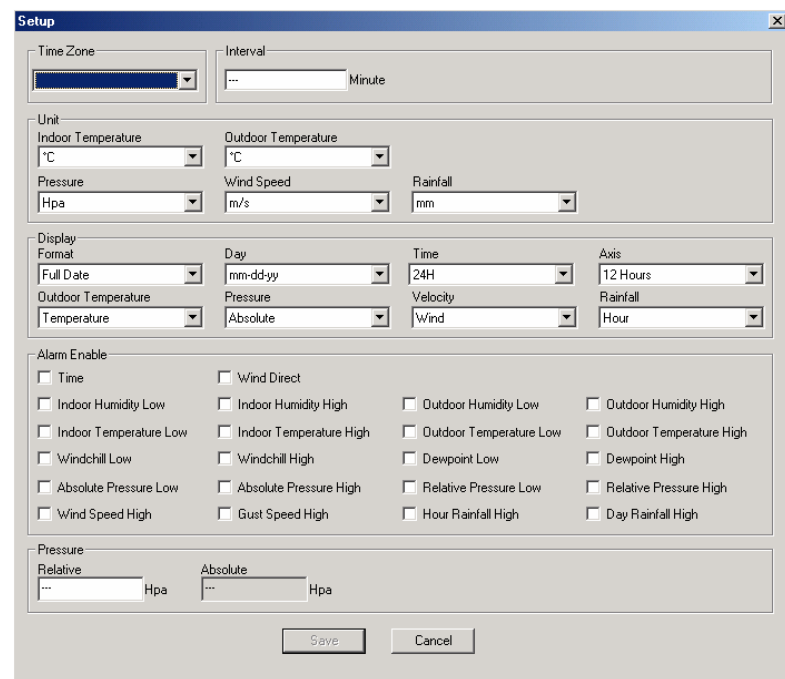 Setup
Time Zone Interval
--- Minute
Unit
Indoor Temperature Outdoor Temperature
°C °C
Pressure Wind Speed Rainfall
Hpa m/s mm
Display
Format Day Time Axis
Full Date mm-dd-yy 24H 12 Hours
Outdoor Temperature Pressure Velocity Rainfall
Temperature Absolute Wind Hour
Alarm Enable
Time Wind Direct
Indoor Humidity Low Indoor Humidity High Outdoor Humidity Low Outdoor Humidity High
Indoor Temperature Low Indoor Temperature High Outdoor Temperature Low Outdoor Temperature High
Windchill Low Windchill High Dewpoint Low Dewpoint High
Absolute Pressure Low Absolute Pressure High Relative Pressure Low Relative Pressure High
Wind Speed High Gust Speed High Hour Rainfall High Day Rainfall High
Pressure
Relative Absolute
--- Hpa --- Hpa
Save Cancel